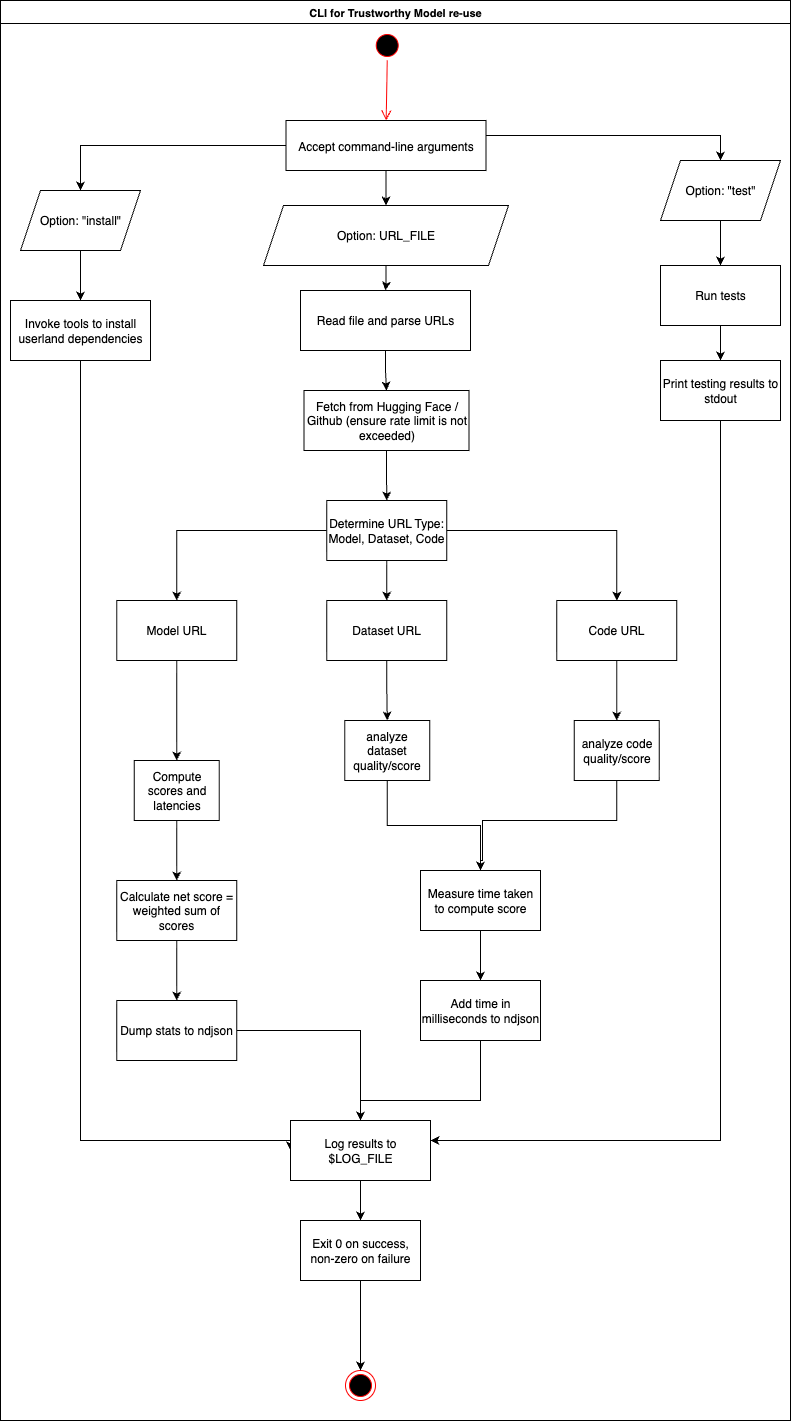 CLI for Trustworthy Model re-use
Accept command-line arguments
Option: "install"
Option: URL_FILE
Option: "test"
Invoke tools to install
userland dependencies
Read file and parse URLs
Run tests
Print testing results to
stdout
Fetch from Hugging Face /
Github (ensure rate limit is not
exceeded)
Determine URL Type:
Model, Dataset, Code
Model URL
Dataset URL
Code URL
analyze
dataset
quality/score
analyze code
quality/score
Compute
scores and
latencies
Calculate net score =
weighted sum of
scores
Measure time taken
to compute score
Dump stats to ndjson
Add time in
milliseconds to ndjson
Log results to
$LOG_FILE
Exit 0 on success,
non-zero on failure